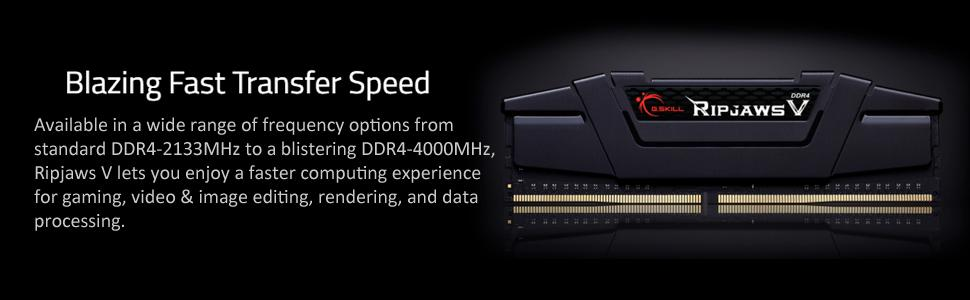 Blazing Fast Transfer Speed
Available in a wide range of frequency options from
standard DDR4-2133MHz to a blistering DDR4-4000MHz,
Ripjaws V lets you enjoy a faster computing experience
for gaming, video & image editing, rendering, and data
processing.
G.SKILL
RIPJAWS V
DDR4